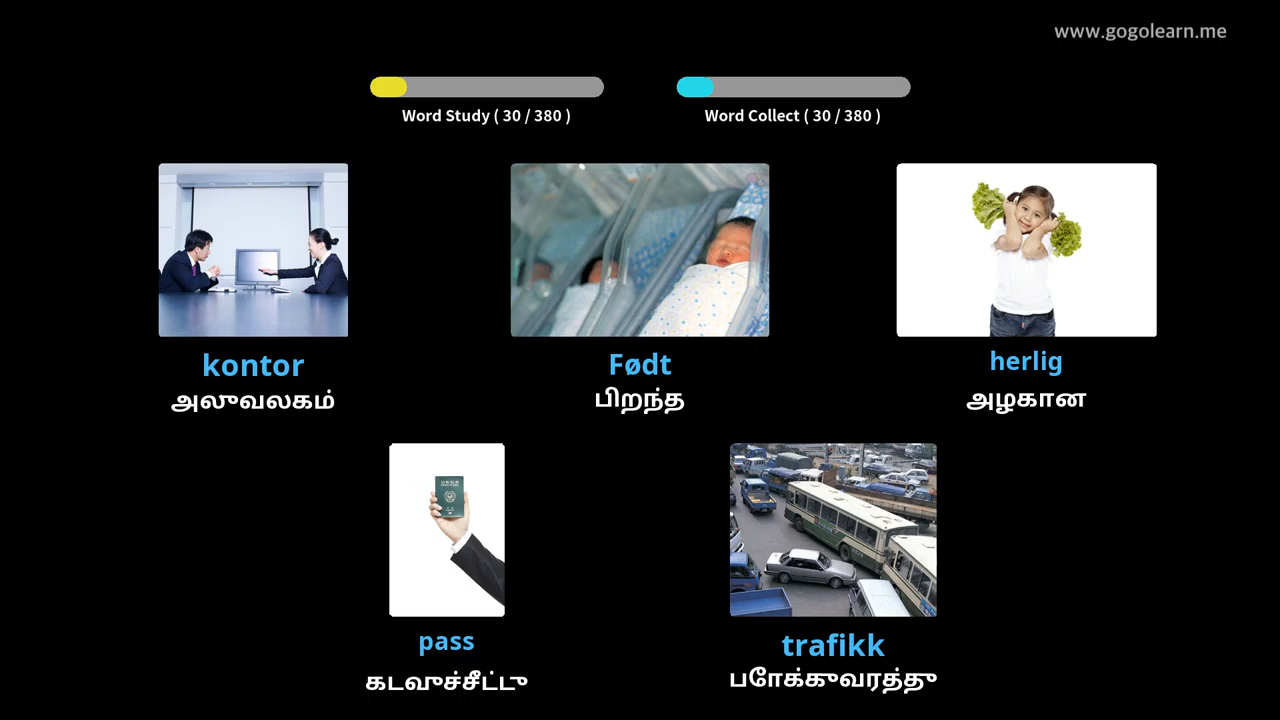 www.gogolearn.me
Word Study ( 30 / 380 )
Word Collect ( 30 / 380 )
kontor
அலுவலகம்
Født
பிறந்த
herlig
அழகான
pass
கடவுச்சீட்டு
trafikk
போக்குவரத்து